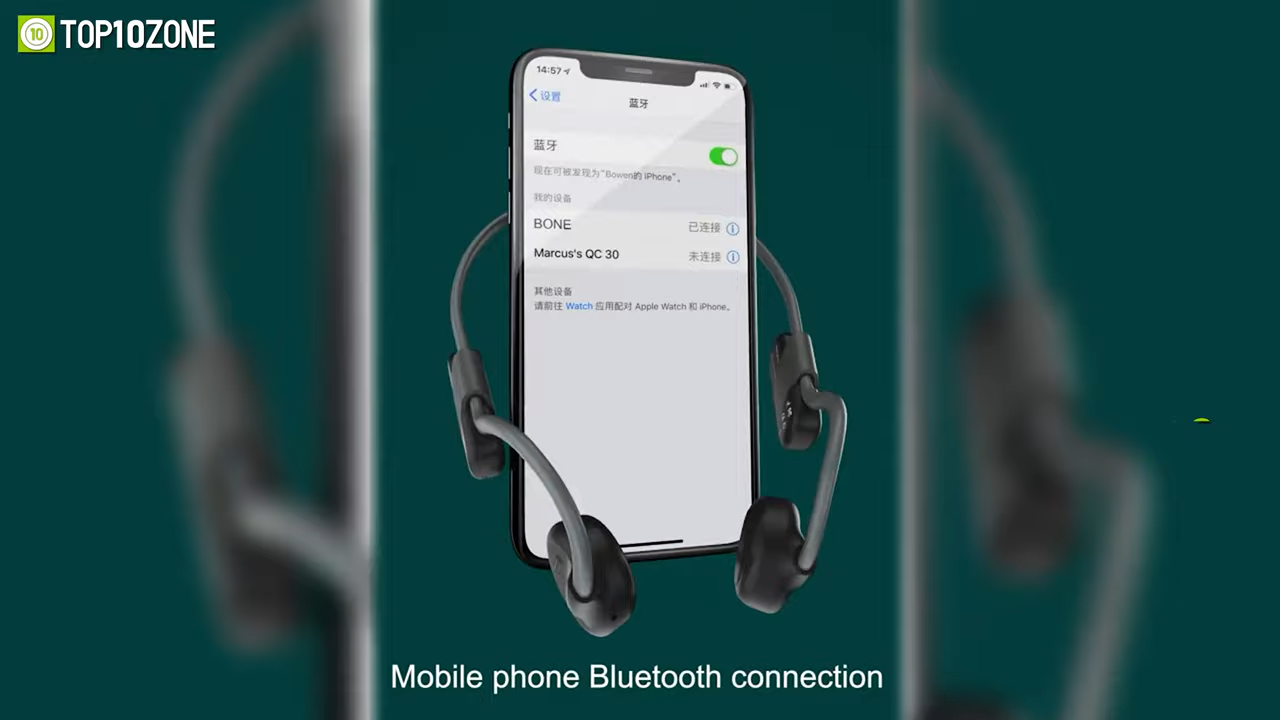 10 TOP10ZONE
14:57
设置
蓝牙
蓝牙
现在可被发现为“Bowen的 iPhone”。
我的设备
BONE 已连接
Marcus's QC 30 未连接
其他设备
请前往 Watch 应用配对 Apple Watch 和 iPhone。
Mobile phone Bluetooth connection